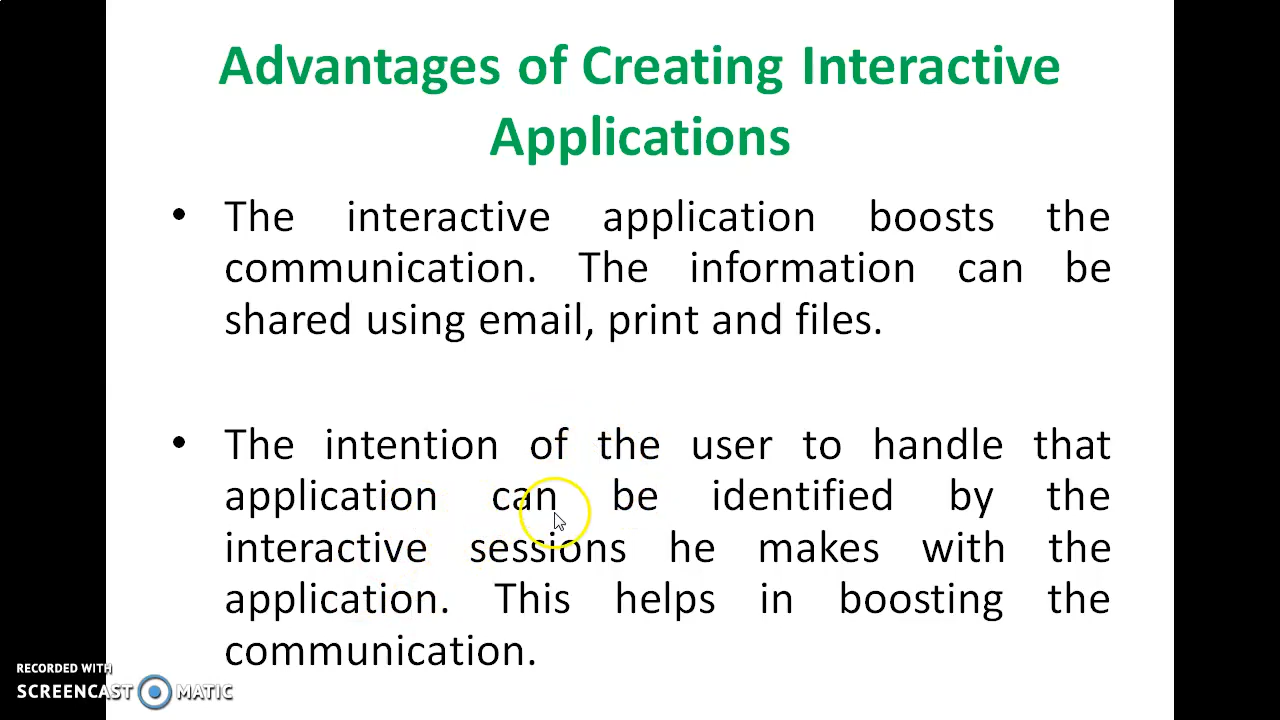 Advantages of Creating Interactive
Applications
• The interactive application boosts the
communication. The information can be
shared using email, print and files.
• The intention of the user to handle that
application can be identified by the
interactive sessions he makes with the
application. This helps in boosting the
communication.
RECORDED WITH
SCREENCAST MATIC